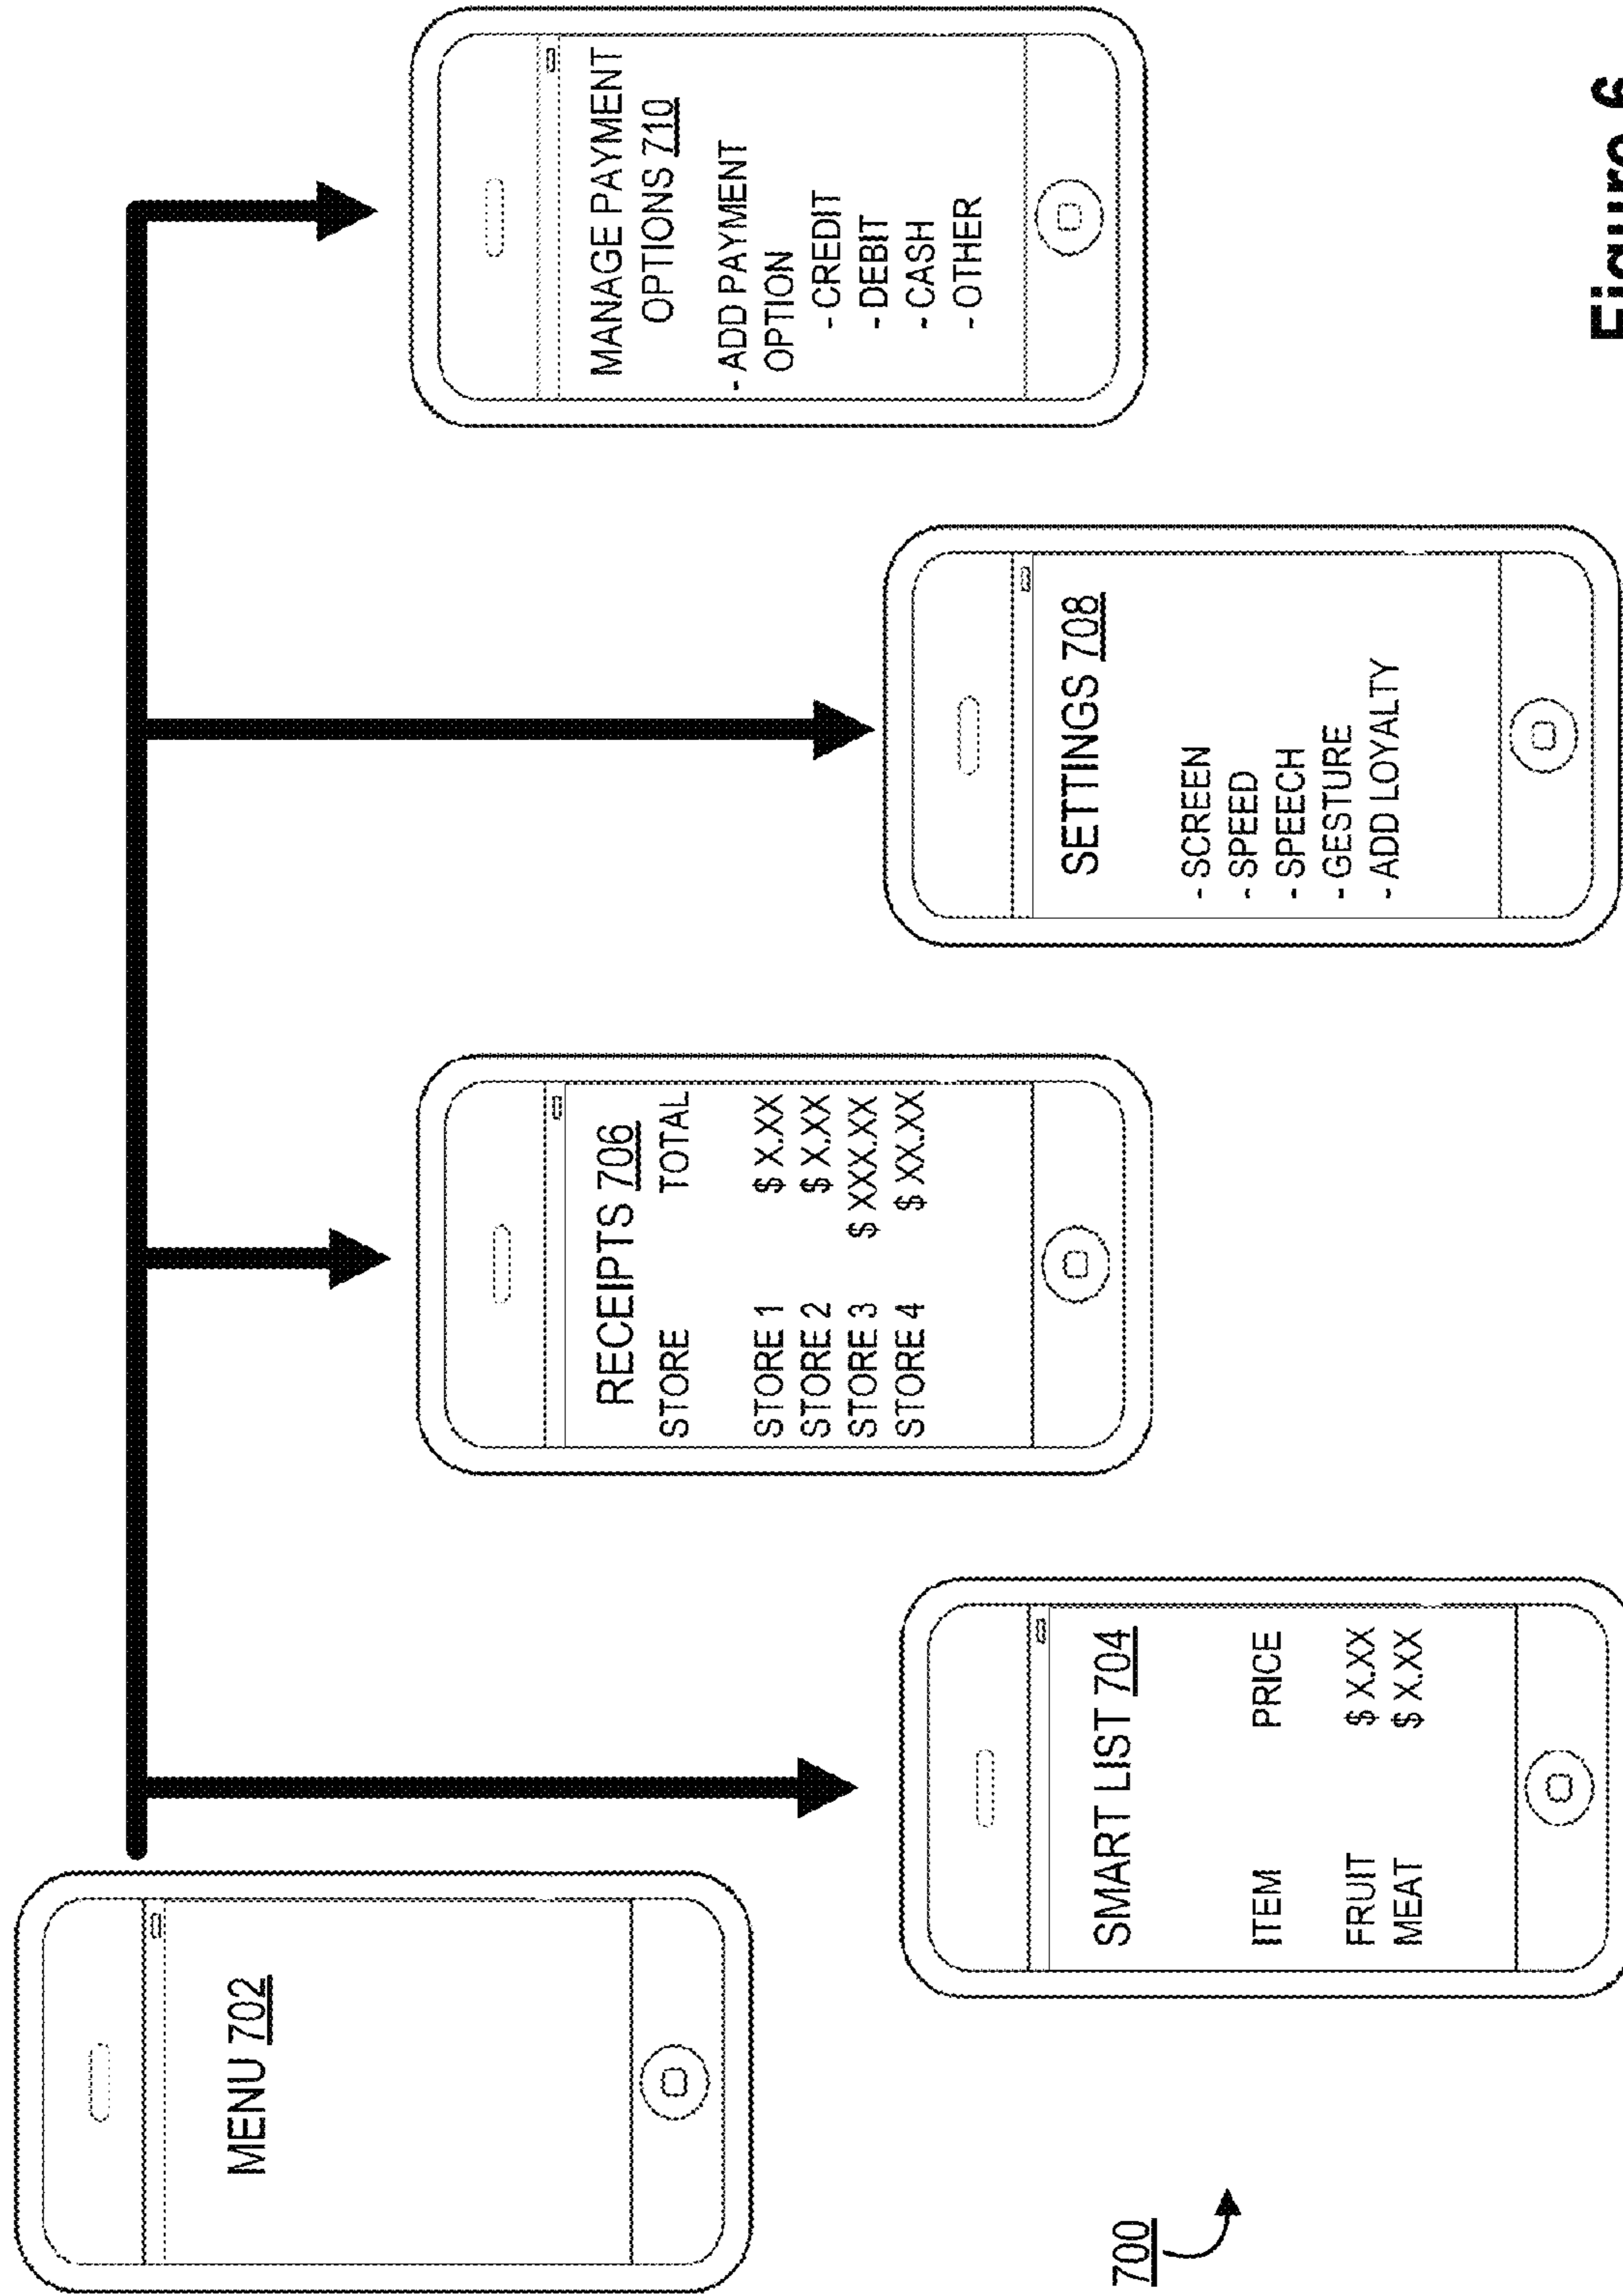 MENU 702
SMART LIST 704
ITEM PRICE
FRUIT $ X.XX
MEAT $ X.XX
RECEIPTS 706
STORE TOTAL
STORE 1 $ X.XX
STORE 2 $ X.XX
STORE 3 $ XXX.XX
STORE 4 $ XX.XX
SETTINGS 708
- SCREEN
- SPEED
- SPEECH
- GESTURE
- ADD LOYALTY
MANAGE PAYMENT
OPTIONS 710
- ADD PAYMENT
OPTION
- CREDIT
- DEBIT
- CASH
- OTHER
700
Figure 6